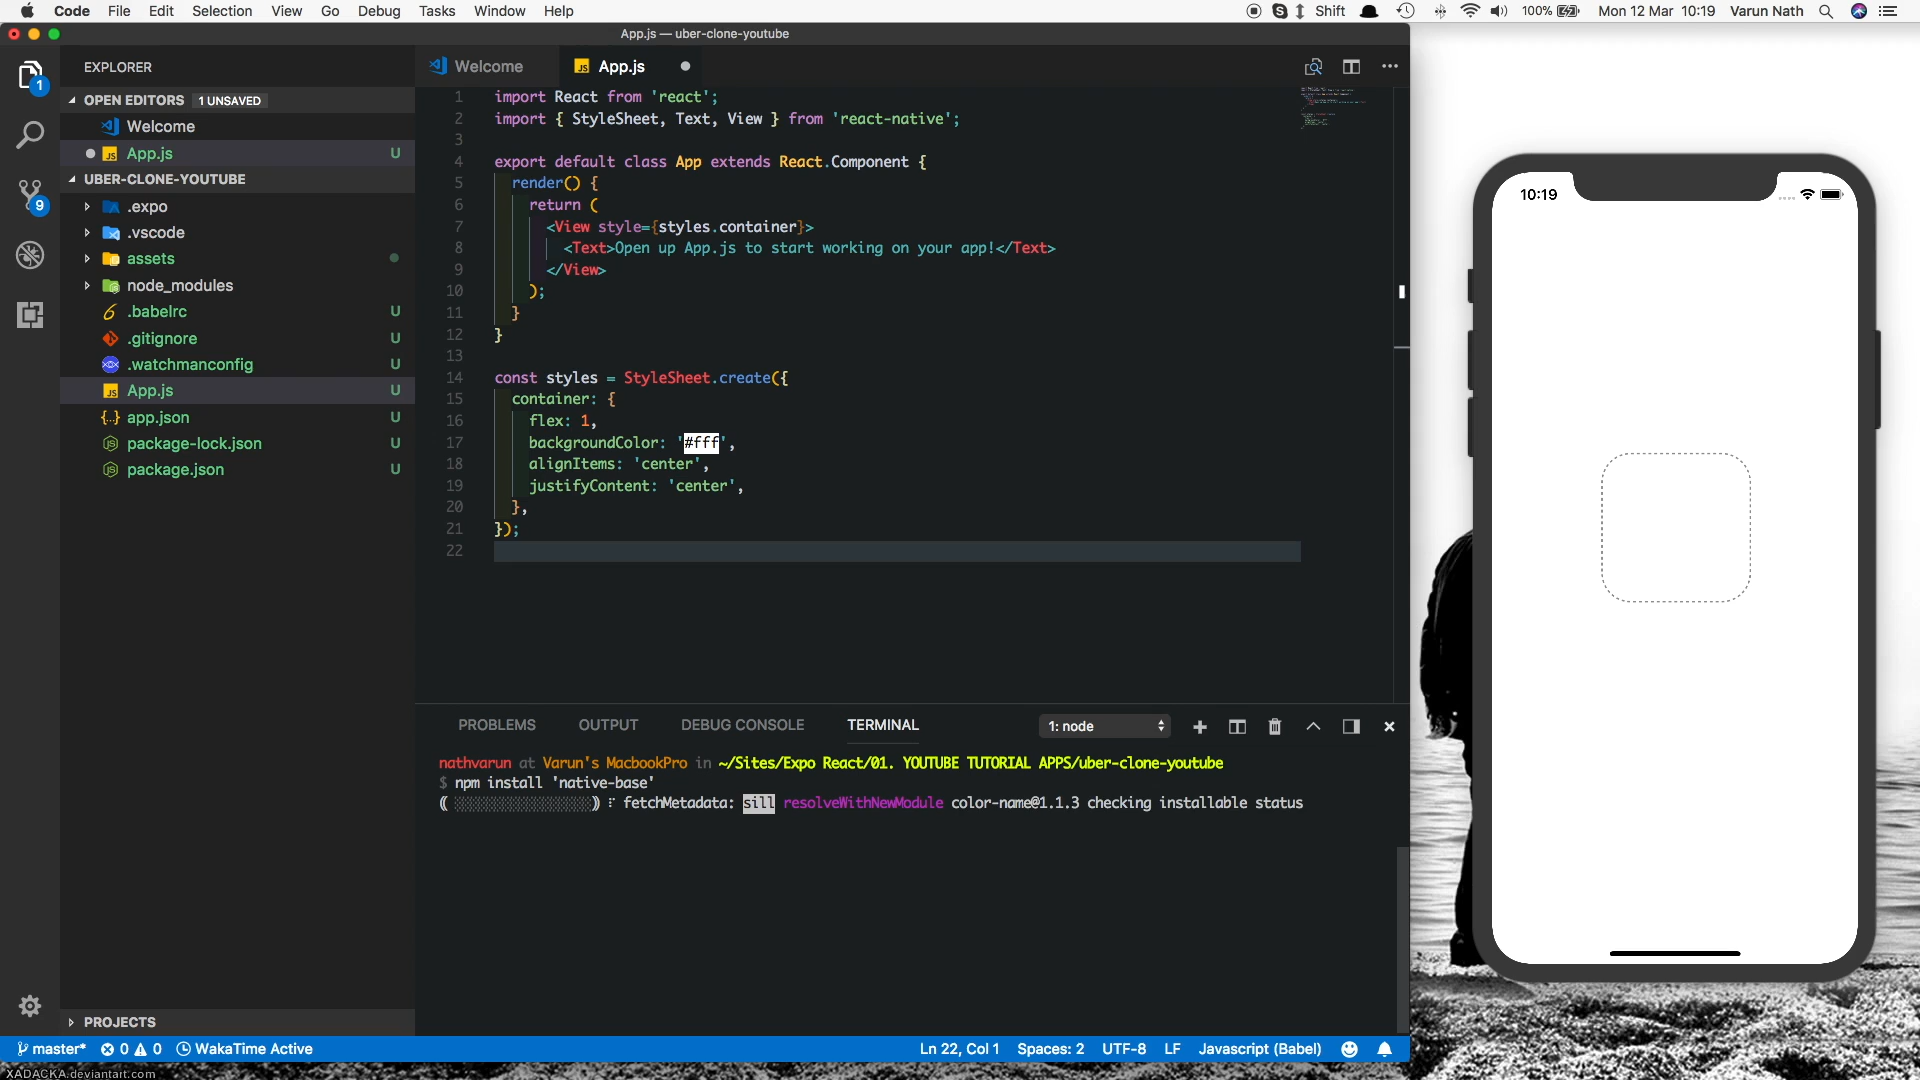 Code File Edit Selection View Go Debug Tasks Window Help
Shift 100% Mon 12 Mar 10:19 Varun Nath
App.js — uber-clone-youtube
1
9
EXPLORER
OPEN EDITORS 1 UNSAVED
Welcome
App.js U
UBER-CLONE-YOUTUBE
.expo
.vscode
assets
node_modules
.babelrc U
.gitignore U
.watchmanconfig U
App.js U
app.json U
package-lock.json U
package.json U
PROJECTS
Welcome App.js
1 import React from 'react';
2 import { StyleSheet, Text, View } from 'react-native';
3
4 export default class App extends React.Component {
5 render() {
6 return (
7 <View style={styles.container}>
8 <Text>Open up App.js to start working on your app!</Text>
9 </View>
10 );
11 }
12 }
13
14 const styles = StyleSheet.create({
15 container: {
16 flex: 1,
17 backgroundColor: '#fff',
18 alignItems: 'center',
19 justifyContent: 'center',
20 },
21 });
22
PROBLEMS OUTPUT DEBUG CONSOLE TERMINAL 1: node
nathvarun at Varun's MacbookPro in ~/Sites/Expo React/01. YOUTUBE TUTORIAL APPS/uber-clone-youtube
$ npm install 'native-base'
(( ░░░░░░░░░░░░░░░░░░)) ⠏ fetchMetadata: sill resolveWithNewModule color-name@1.1.3 checking installable status
master* 0 0 WakaTime Active Ln 22, Col 1 Spaces: 2 UTF-8 LF Javascript (Babel)
10:19
XADACKA.deviantart.com